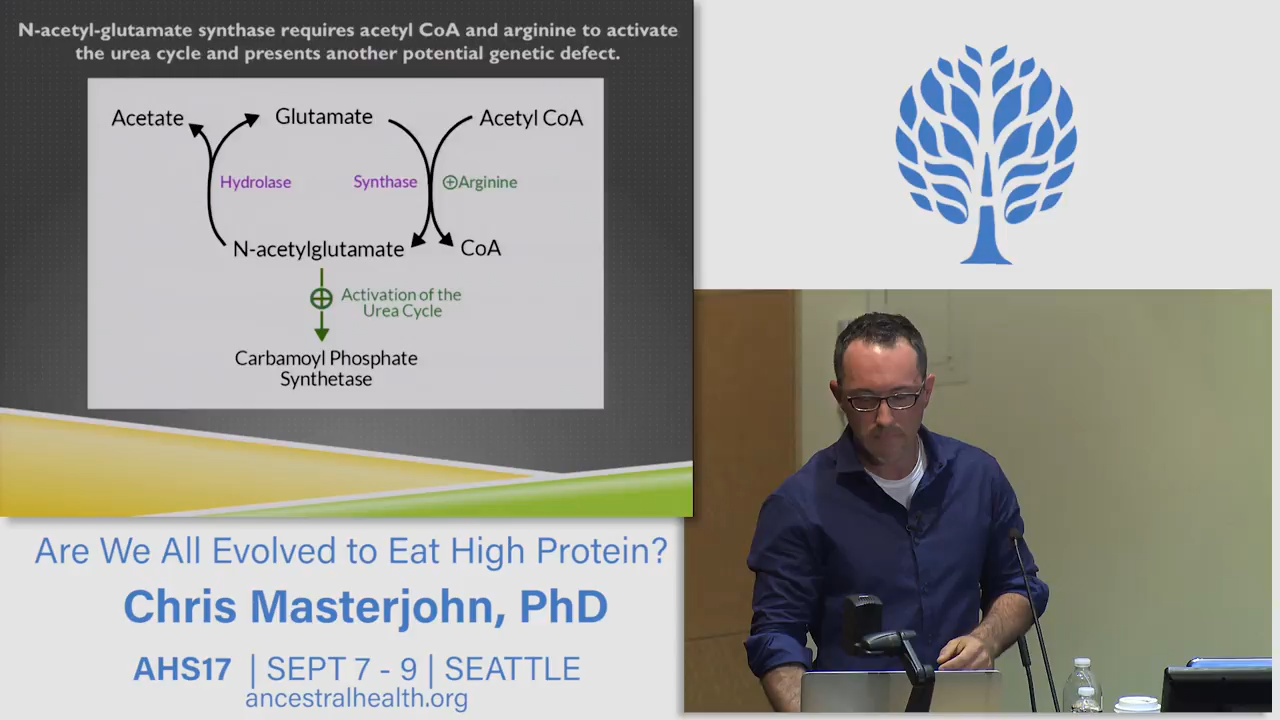 N-acetyl-glutamate synthase requires acetyl CoA and arginine to activate
the urea cycle and presents another potential genetic defect.
Acetate
Glutamate
Acetyl CoA
Hydrolase
Synthase
⊕Arginine
N-acetylglutamate
CoA
⊕ Activation of the
Urea Cycle
Carbamoyl Phosphate
Synthetase
Are We All Evolved to Eat High Protein?
Chris Masterjohn, PhD
AHS17 | SEPT 7 - 9 | SEATTLE
ancestralhealth.org